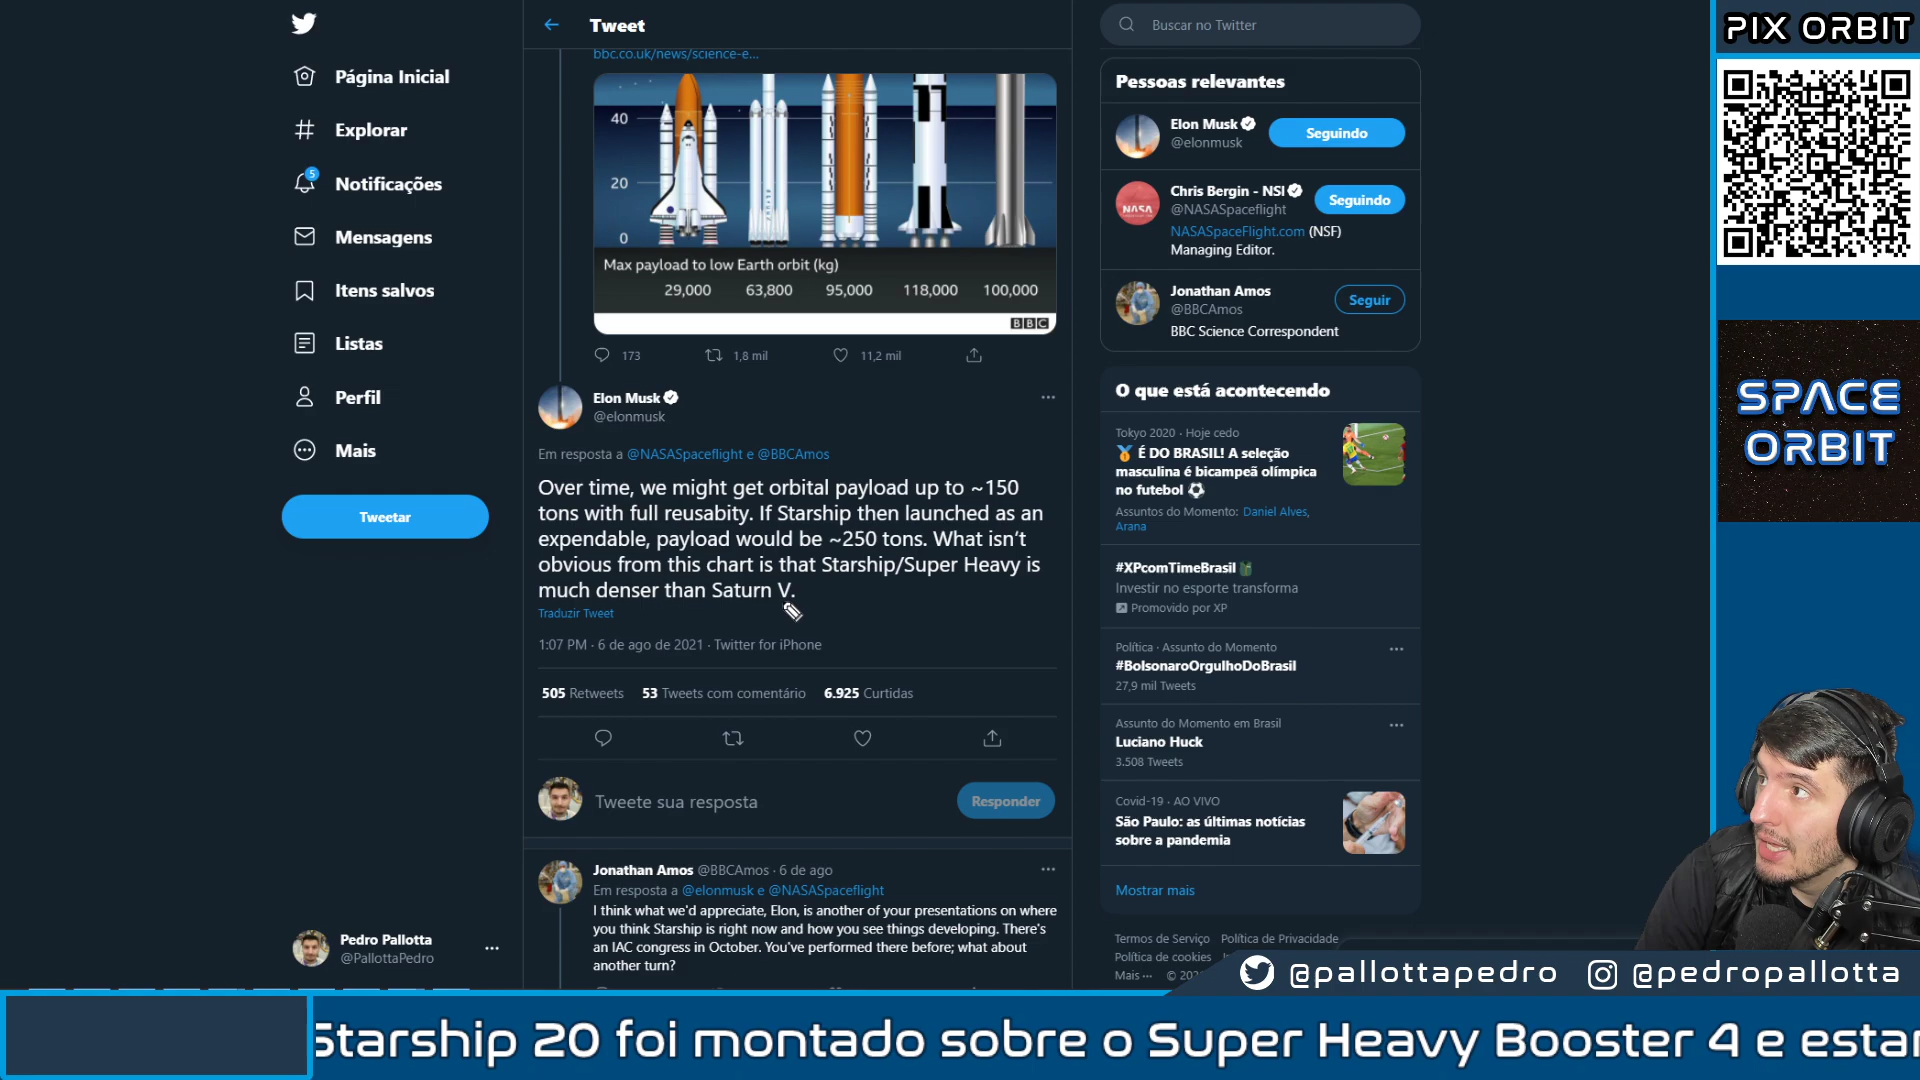 Página Inicial
Explorar
5
Notificações
Mensagens
Itens salvos
Listas
Perfil
Mais
Tweetar
Pedro Pallotta
@PallottaPedro
Tweet
bbc.co.uk/news/science-e...
40
20
0
Max payload to low Earth orbit (kg)
29,000 63,800 95,000 118,000 100,000
BBC
173 1,8 mil 11,2 mil
Elon Musk
@elonmusk
Em resposta a @NASASpaceflight e @BBCAmos
Over time, we might get orbital payload up to ~150
tons with full reusabity. If Starship then launched as an
expendable, payload would be ~250 tons. What isn't
obvious from this chart is that Starship/Super Heavy is
much denser than Saturn V.
Traduzir Tweet
1:07 PM · 6 de ago de 2021 · Twitter for iPhone
505 Retweets 53 Tweets com comentário 6.925 Curtidas
Tweete sua resposta
Responder
Jonathan Amos @BBCAmos · 6 de ago
Em resposta a @elonmusk e @NASASpaceflight
I think what we'd appreciate, Elon, is another of your presentations on where
you think Starship is right now and how you see things developing. There's
an IAC congress in October. You've performed there before; what about
another turn?
Buscar no Twitter
Pessoas relevantes
Elon Musk
@elonmusk
Seguindo
Chris Bergin - NSF
@NASASpaceflight
Seguindo
NASASpaceFlight.com (NSF)
Managing Editor.
NASA
Jonathan Amos
@BBCAmos
Seguir
BBC Science Correspondent
O que está acontecendo
Tokyo 2020 · Hoje cedo
É DO BRASIL! A seleção
masculina é bicampeã olímpica
no futebol
Assuntos do Momento: Daniel Alves,
Arana
#XPcomTimeBrasil
Investir no esporte transforma
Promovido por XP
Política · Assunto do Momento
#BolsonaroOrgulhoDoBrasil
27,9 mil Tweets
Assunto do Momento em Brasil
Luciano Huck
3.508 Tweets
Covid-19 · AO VIVO
São Paulo: as últimas notícias
sobre a pandemia
Mostrar mais
Termos de Serviço Política de Privacidade
Política de cookies
Mais ··· ©
PIX ORBIT
SPACE
ORBIT
@pallottapedro @pedropallotta
Starship 20 foi montado sobre o Super Heavy Booster 4 e estar